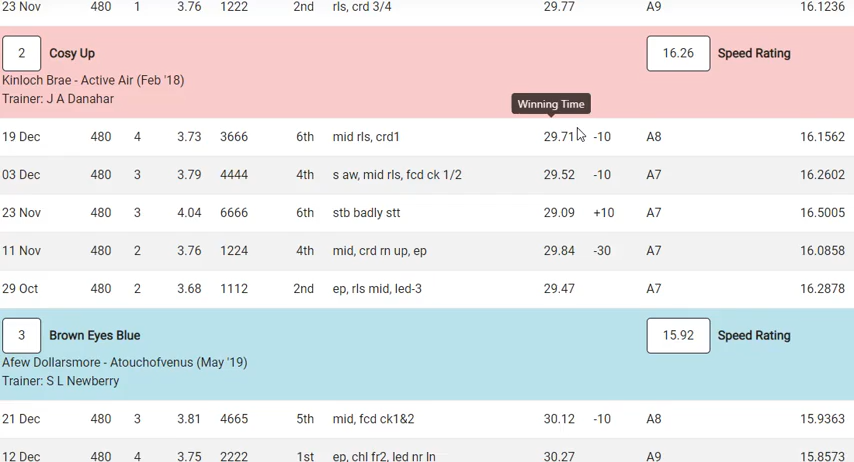 23 Nov 480 1 3.76 1222 2nd rls, crd 3/4 29.77 A9 16.1236
2 Cosy Up 16.26 Speed Rating
Kinloch Brae - Active Air (Feb '18)
Trainer: J A Danahar
Winning Time
19 Dec 480 4 3.73 3666 6th mid rls, crd1 29.71 -10 A8 16.1562
03 Dec 480 3 3.79 4444 4th s aw, mid rls, fcd ck 1/2 29.52 -10 A7 16.2602
23 Nov 480 3 4.04 6666 6th stb badly stt 29.09 +10 A7 16.5005
11 Nov 480 2 3.76 1224 4th mid, crd rn up, ep 29.84 -30 A7 16.0858
29 Oct 480 2 3.68 1112 2nd ep, rls mid, led-3 29.47 A7 16.2878
3 Brown Eyes Blue 15.92 Speed Rating
Afew Dollarsmore - Atouchofvenus (May '19)
Trainer: S L Newberry
21 Dec 480 3 3.81 4665 5th mid, fcd ck1&2 30.12 -10 A8 15.9363
12 Dec 480 4 3.75 2222 1st ep, chl fr2, led nr ln 30.27 A9 15.8573